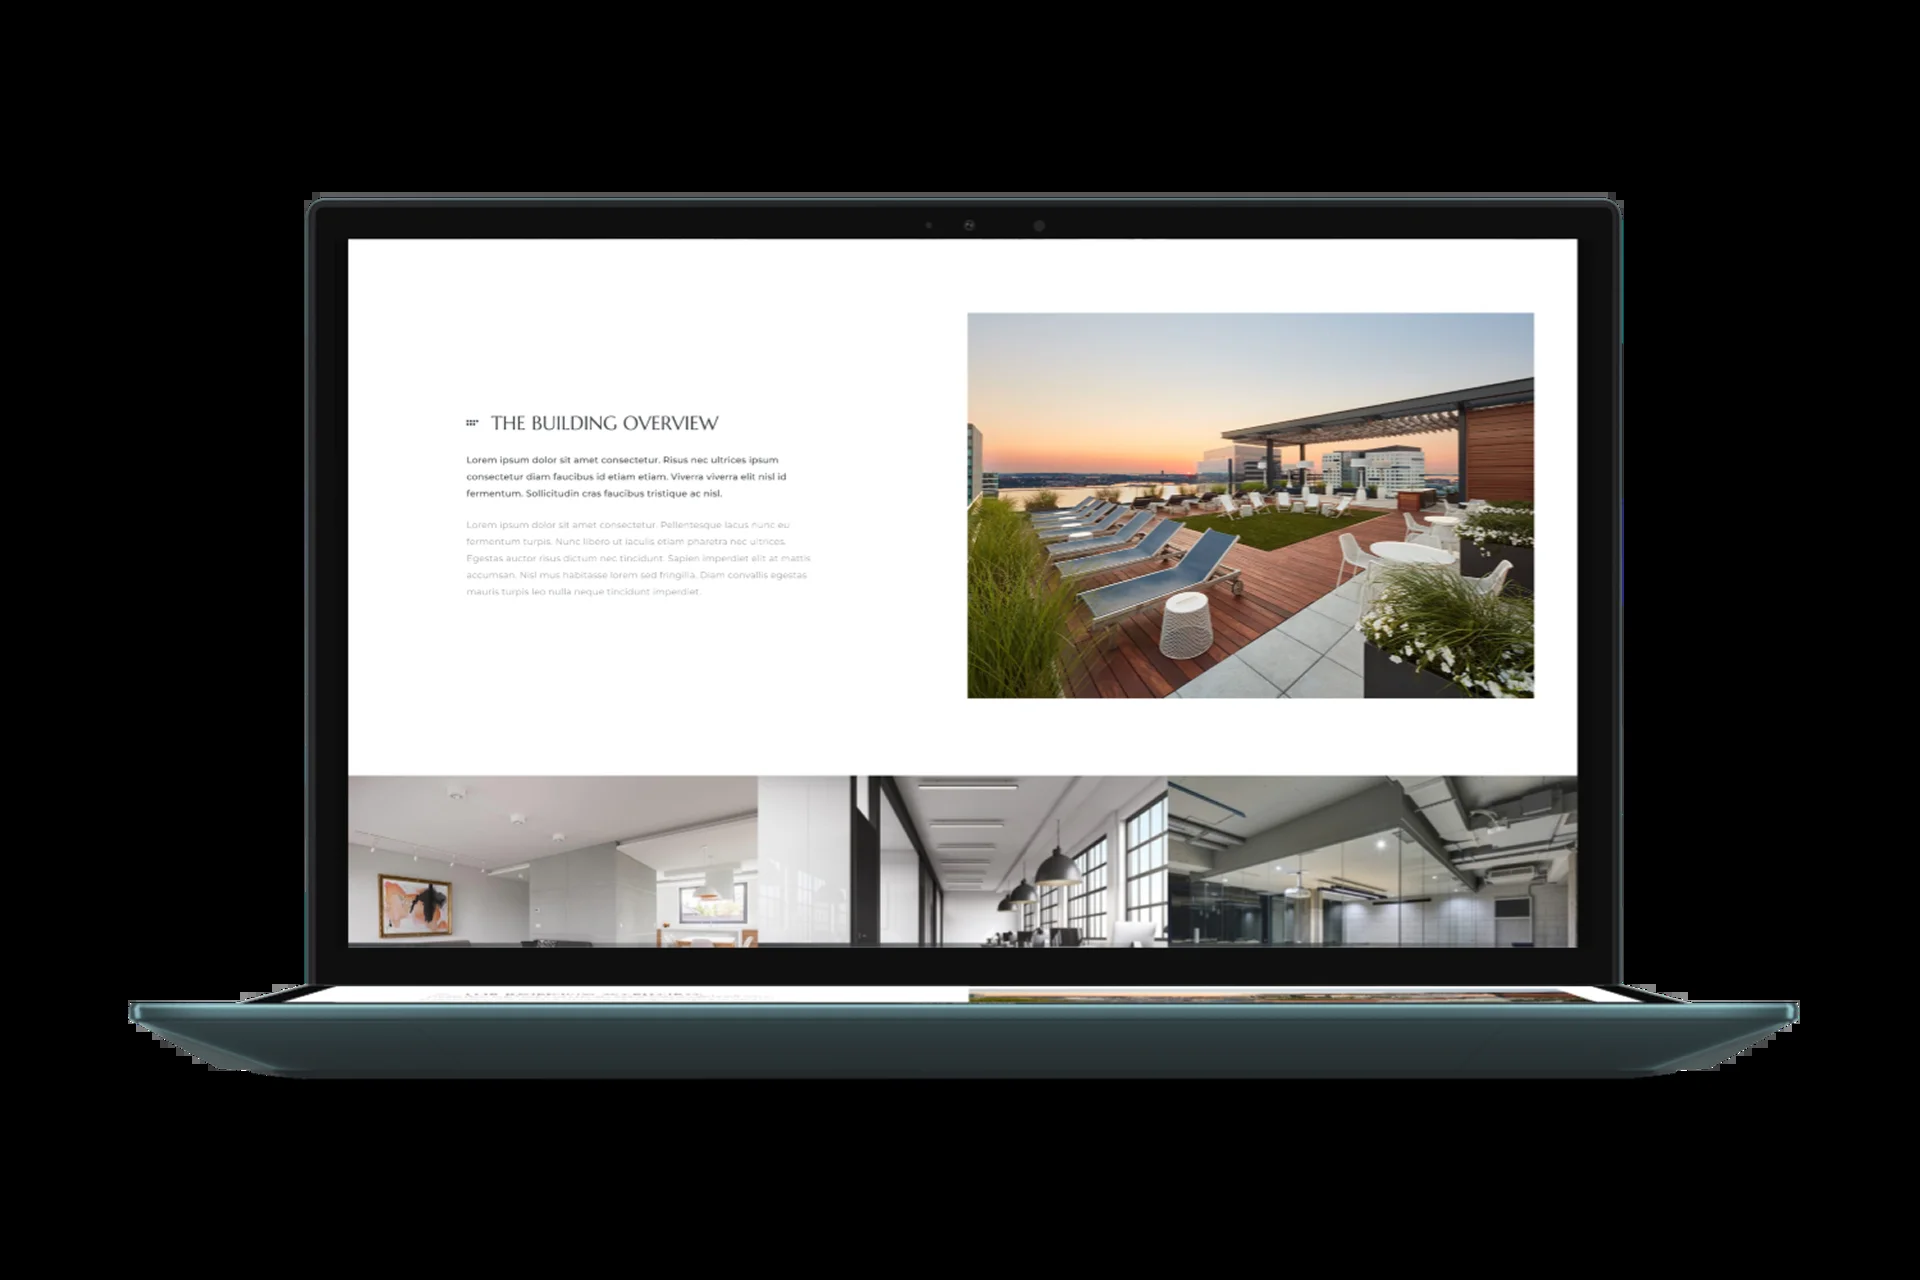 THE BUILDING OVERVIEW
Lorem ipsum dolor sit amet consectetur. Risus nec ultrices ipsum
consectetur diam faucibus id etiam etiam. Viverra viverra elit nisl id
fermentum. Sollicitudin cras faucibus tristique ac nisl.
Lorem ipsum dolor sit amet consectetur. Pellentesque lacus nunc eu
fermentum turpis. Nunc libero ut iaculis etiam pharetra nec ultrices.
Egestas auctor risus dictum nec tincidunt. Sapien imperdiet elit at mattis
accumsan. Nisl mus habitasse lorem sed fringilla. Diam convallis egestas
mauris turpis leo nulla neque tincidunt imperdiet.